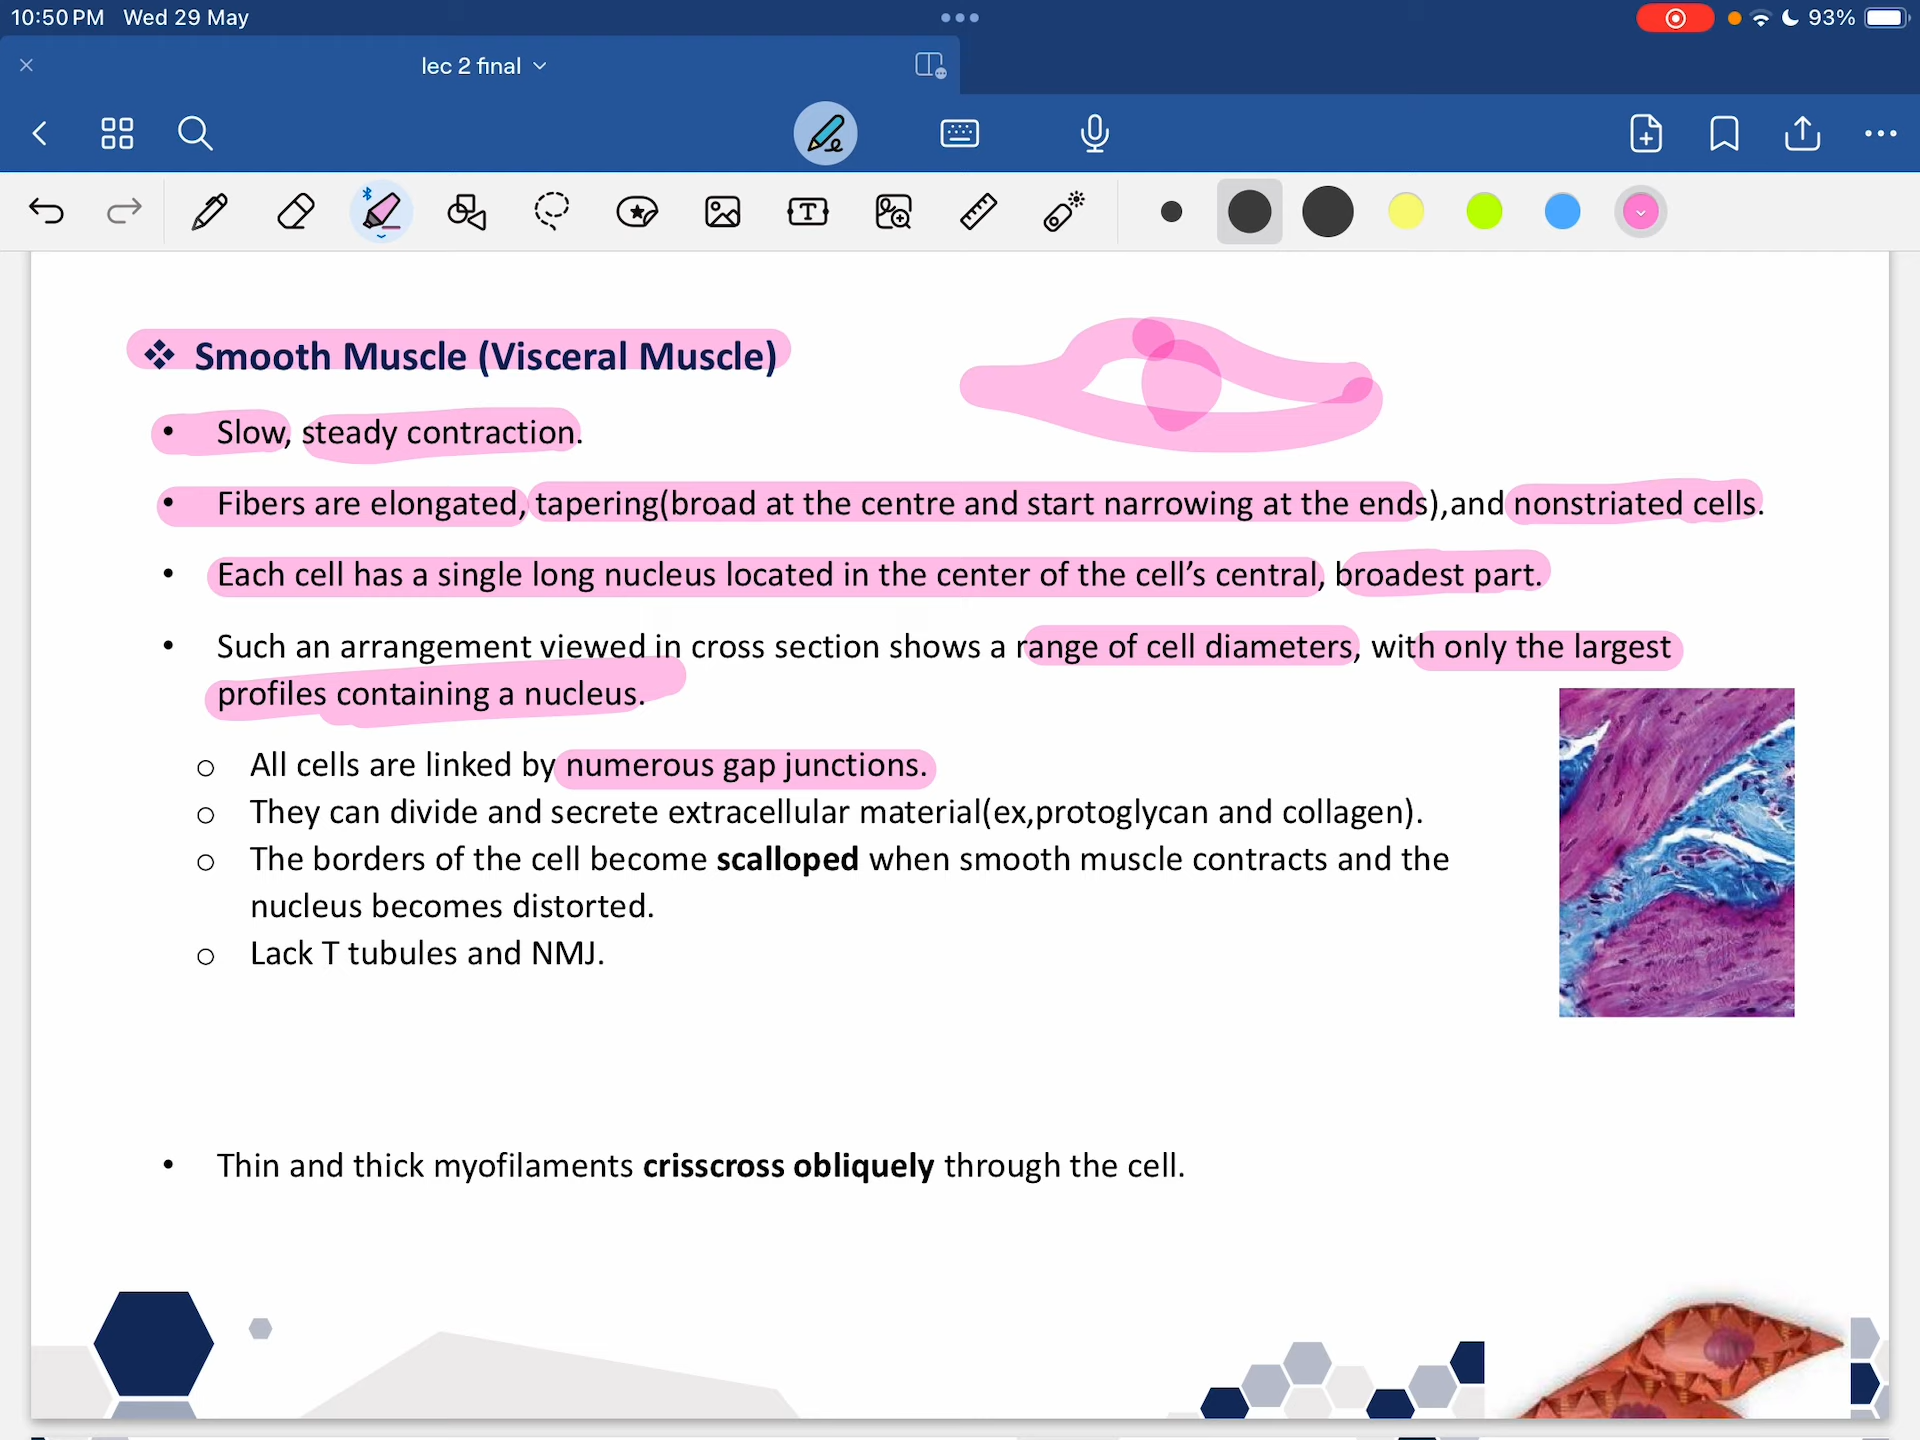 10:50 PM Wed 29 May
93%
lec 2 final
❖ Smooth Muscle (Visceral Muscle)
• Slow, steady contraction.
• Fibers are elongated, tapering(broad at the centre and start narrowing at the ends),and nonstriated cells.
• Each cell has a single long nucleus located in the center of the cell’s central, broadest part.
• Such an arrangement viewed in cross section shows a range of cell diameters, with only the largest
profiles containing a nucleus.
o All cells are linked by numerous gap junctions.
o They can divide and secrete extracellular material(ex,protoglycan and collagen).
o The borders of the cell become scalloped when smooth muscle contracts and the
nucleus becomes distorted.
o Lack T tubules and NMJ.
• Thin and thick myofilaments crisscross obliquely through the cell.